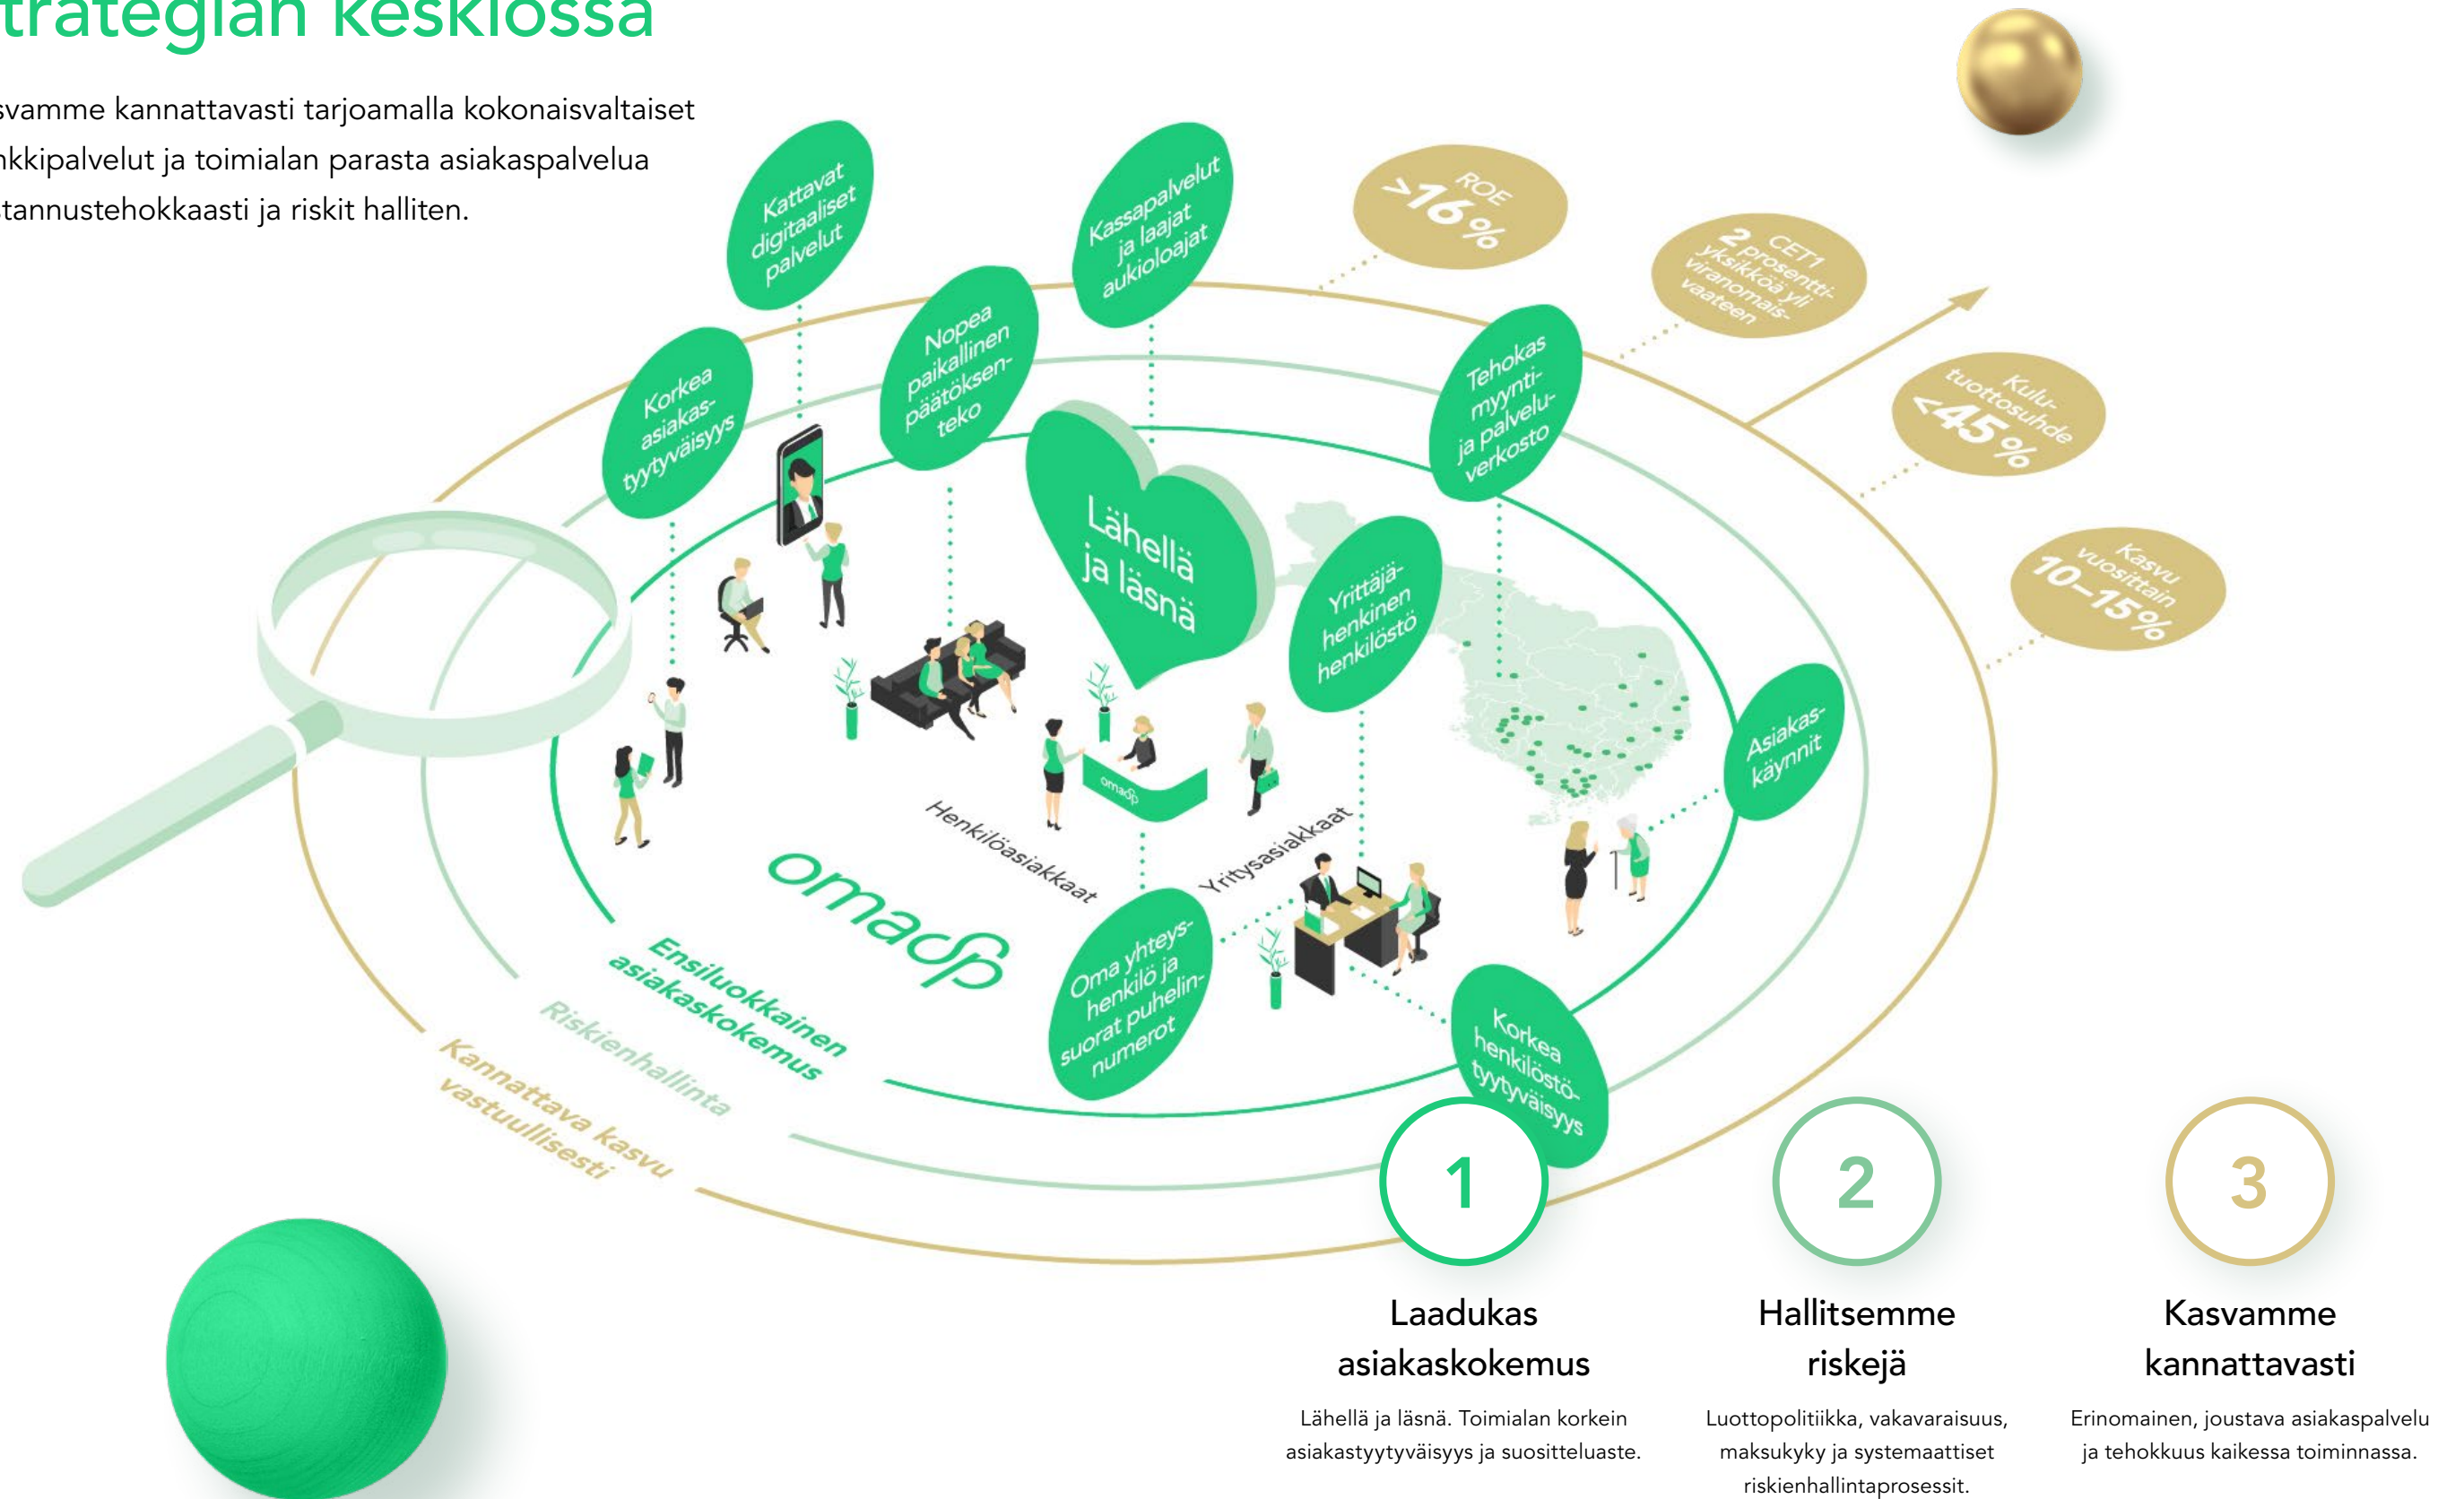 trategian keskiössä
svamme kannattavasti tarjoamalla kokonaisvaltaiset
nkkipalvelut ja toimialan parasta asiakaspalvelua
stannustehokkaasti ja riskit halliten.
Kattavat
digitaaliset
palvelut
Kassapalvelut
ja laajat
aukioloajat
ROE
>16%
CET1
2 prosentti-
yksikköä yli
viranomais-
vaateen
Korkea
asiakas-
tyytyväisyys
Nopea
paikallinen
päätöksen-
teko
Tehokas
myynti-
ja palvelu-
verkosto
Kulu-
tuottosuhde
<45%
Lähellä
ja läsnä
Yrittäjä-
henkinen
henkilöstö
Kasvu
vuosittain
10–15%
Asiakas-
käynnit
omasp
Henkilöasiakkaat
Yritysasiakkaat
omasp
Oma yhteys-
henkilö ja
suorat puhelin-
numerot
Korkea
henkilöstö-
tyytyväisyys
Ensiluokkainen
asiakaskokemus
Riskienhallinta
Kannattava kasvu
vastuullisesti
1
Laadukas
asiakaskokemus
Lähellä ja läsnä. Toimialan korkein
asiakastyytyväisyys ja suositteluaste.
2
Hallitsemme
riskejä
Luottopolitiikka, vakavaraisuus,
maksukyky ja systemaattiset
riskienhallintaprosessit.
3
Kasvamme
kannattavasti
Erinomainen, joustava asiakaspalvelu
ja tehokkuus kaikessa toiminnassa.